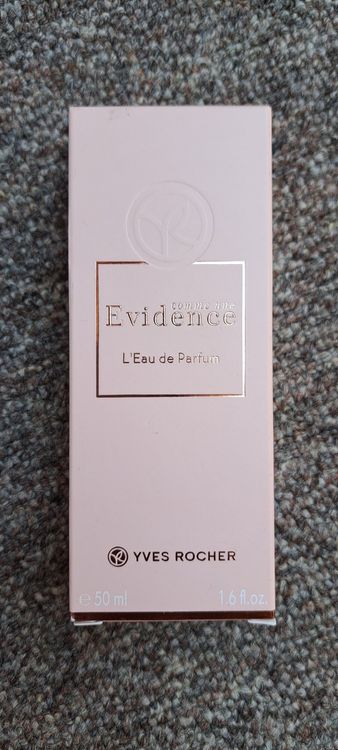 comme une
Evidence
L'Eau de Parfum
YVES ROCHER
℮ 50 ml 1.6 fl.oz.